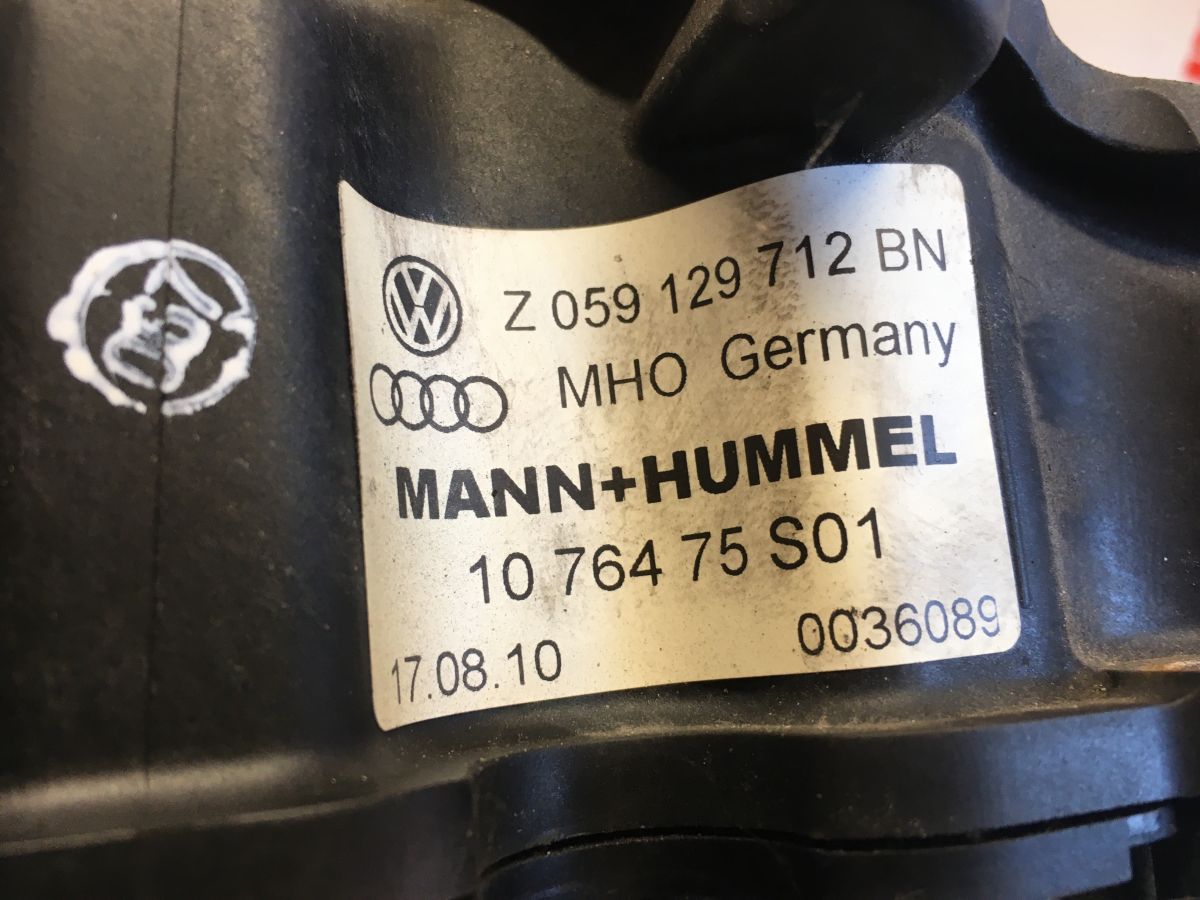 Z 059 129 712 BN
MHO Germany
MANN+HUMMEL
10 764 75 S01
17.08.10 0036089